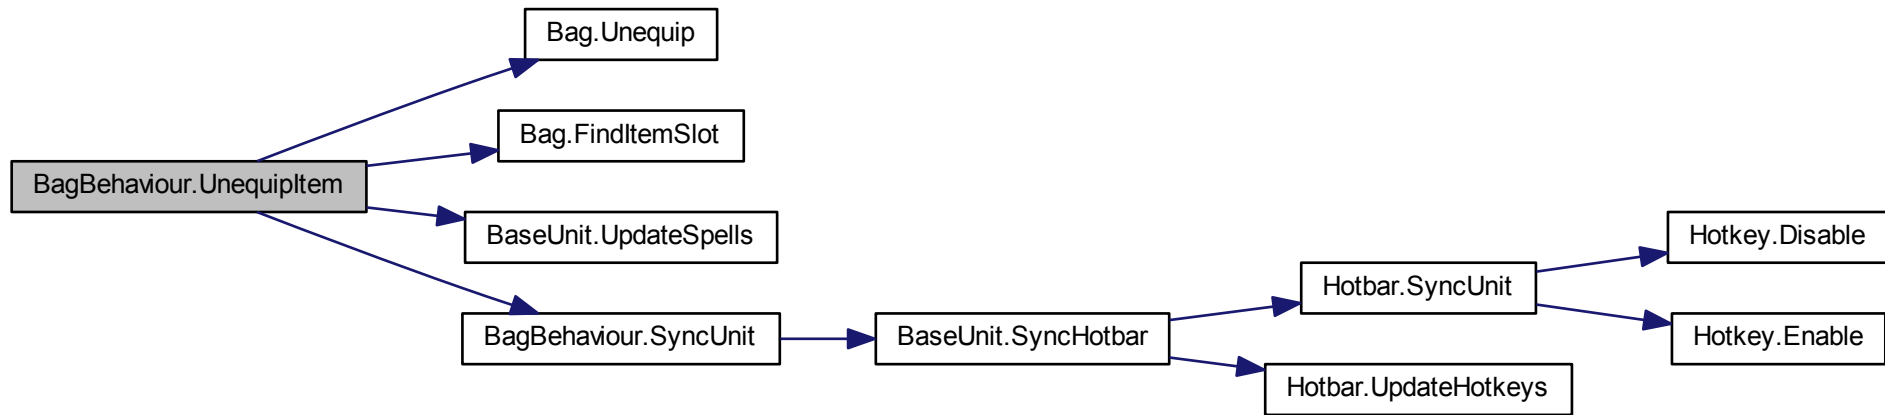 Bag.Unequip
Bag.FindItemSlot
BagBehaviour.UnequipItem
BaseUnit.UpdateSpells
Hotkey.Disable
Hotbar.SyncUnit
BagBehaviour.SyncUnit
BaseUnit.SyncHotbar
Hotkey.Enable
Hotbar.UpdateHotkeys